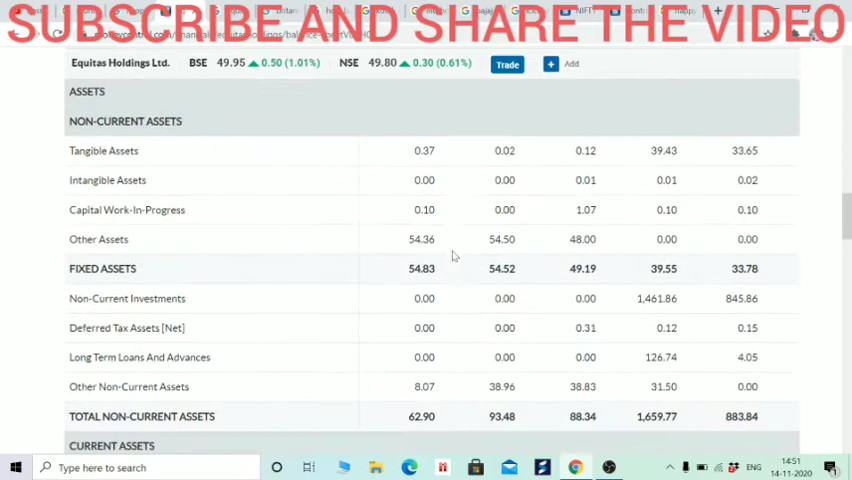 SUBSCRIBE AND SHARE THE VIDEO
Equitas Holdings Ltd. BSE 49.95 0.50 (1.01%) NSE 49.80 0.30 (0.61%) Trade + Add
ASSETS
NON-CURRENT ASSETS
Tangible Assets 0.37 0.02 0.12 39.43 33.65
Intangible Assets 0.00 0.00 0.01 0.01 0.02
Capital Work-In-Progress 0.10 0.00 1.07 0.10 0.10
Other Assets 54.36 54.50 48.00 0.00 0.00
FIXED ASSETS 54.83 54.52 49.19 39.55 33.78
Non-Current Investments 0.00 0.00 0.00 1,461.86 845.86
Deferred Tax Assets [Net] 0.00 0.00 0.31 0.12 0.15
Long Term Loans And Advances 0.00 0.00 0.00 126.74 4.05
Other Non-Current Assets 8.07 38.96 38.83 31.50 0.00
TOTAL NON-CURRENT ASSETS 62.90 93.48 88.34 1,659.77 883.84
CURRENT ASSETS
Type here to search
ENG
14:51
14-11-2020